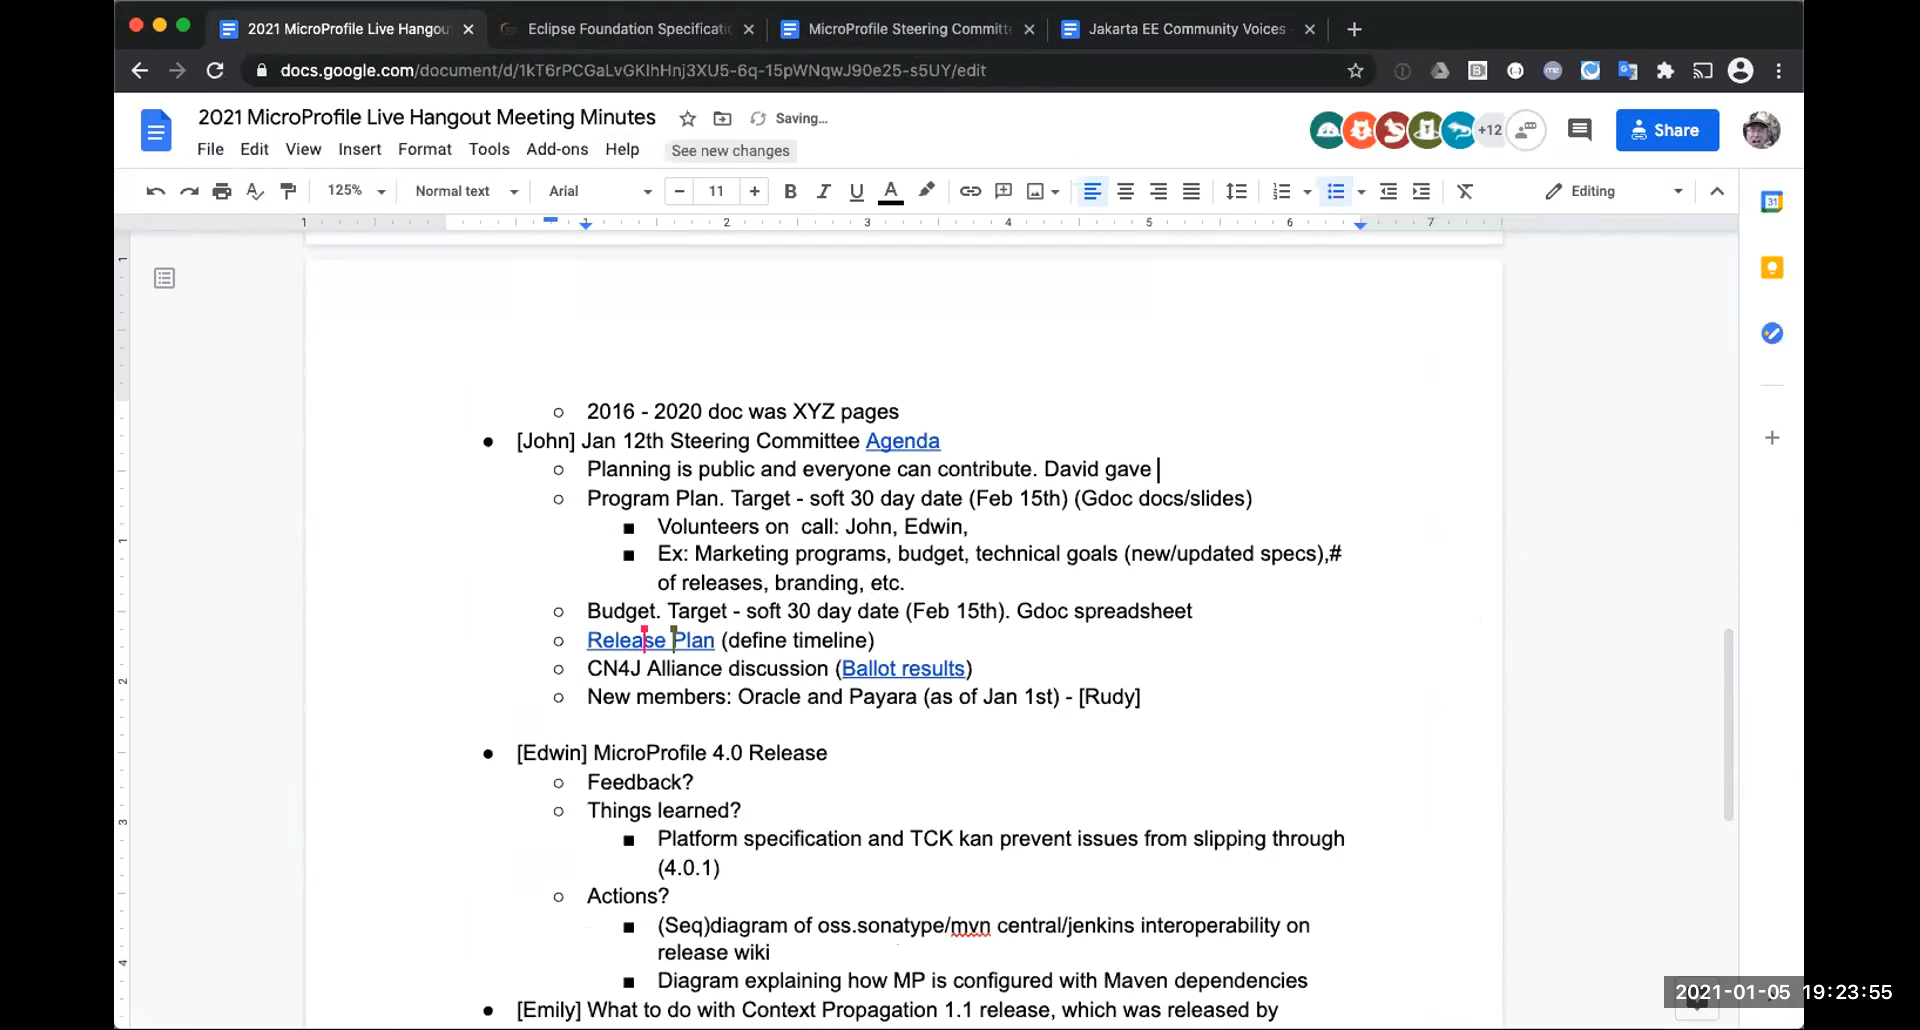 2021 MicroProfile Live Hangou
Eclipse Foundation Specificati
MicroProfile Steering Committe
Jakarta EE Community Voices
docs.google.com/document/d/1kT6rPCGaLvGKIhHnj3XU5-6q-15pWNqwJ90e25-s5UY/edit
2021 MicroProfile Live Hangout Meeting Minutes
Saving...
+12
Share
File Edit View Insert Format Tools Add-ons Help See new changes
125% Normal text Arial 11 Editing
1 1 2 3 4 5 6 7
2016 - 2020 doc was XYZ pages
[John] Jan 12th Steering Committee Agenda
Planning is public and everyone can contribute. David gave
Program Plan. Target - soft 30 day date (Feb 15th) (Gdoc docs/slides)
Volunteers on  call: John, Edwin,
Ex: Marketing programs, budget, technical goals (new/updated specs),#
of releases, branding, etc.
Budget. Target - soft 30 day date (Feb 15th). Gdoc spreadsheet
Release Plan (define timeline)
CN4J Alliance discussion (Ballot results)
New members: Oracle and Payara (as of Jan 1st) - [Rudy]
[Edwin] MicroProfile 4.0 Release
Feedback?
Things learned?
Platform specification and TCK kan prevent issues from slipping through
(4.0.1)
Actions?
(Seq)diagram of oss.sonatype/mvn central/jenkins interoperability on
release wiki
Diagram explaining how MP is configured with Maven dependencies
[Emily] What to do with Context Propagation 1.1 release, which was released by
2021-01-05 19:23:55